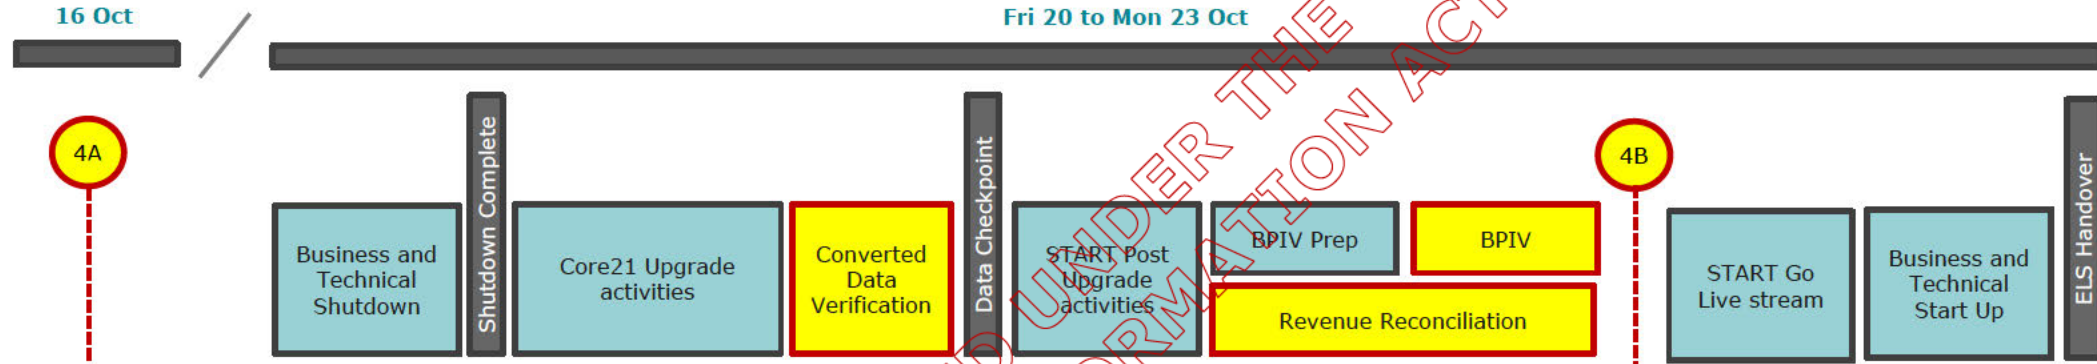 16 Oct
Fri 20 to Mon 23 Oct
4A
Business and
Technical
Shutdown
Shutdown Complete
Core21 Upgrade
activities
Converted
Data
Verification
Data Checkpoint
START Post
Upgrade
activities
BPIV Prep
BPIV
Revenue Reconciliation
4B
START Go
Live stream
Business and
Technical
Start Up
ELS Handover
UNDER THE
ORMATION ACT